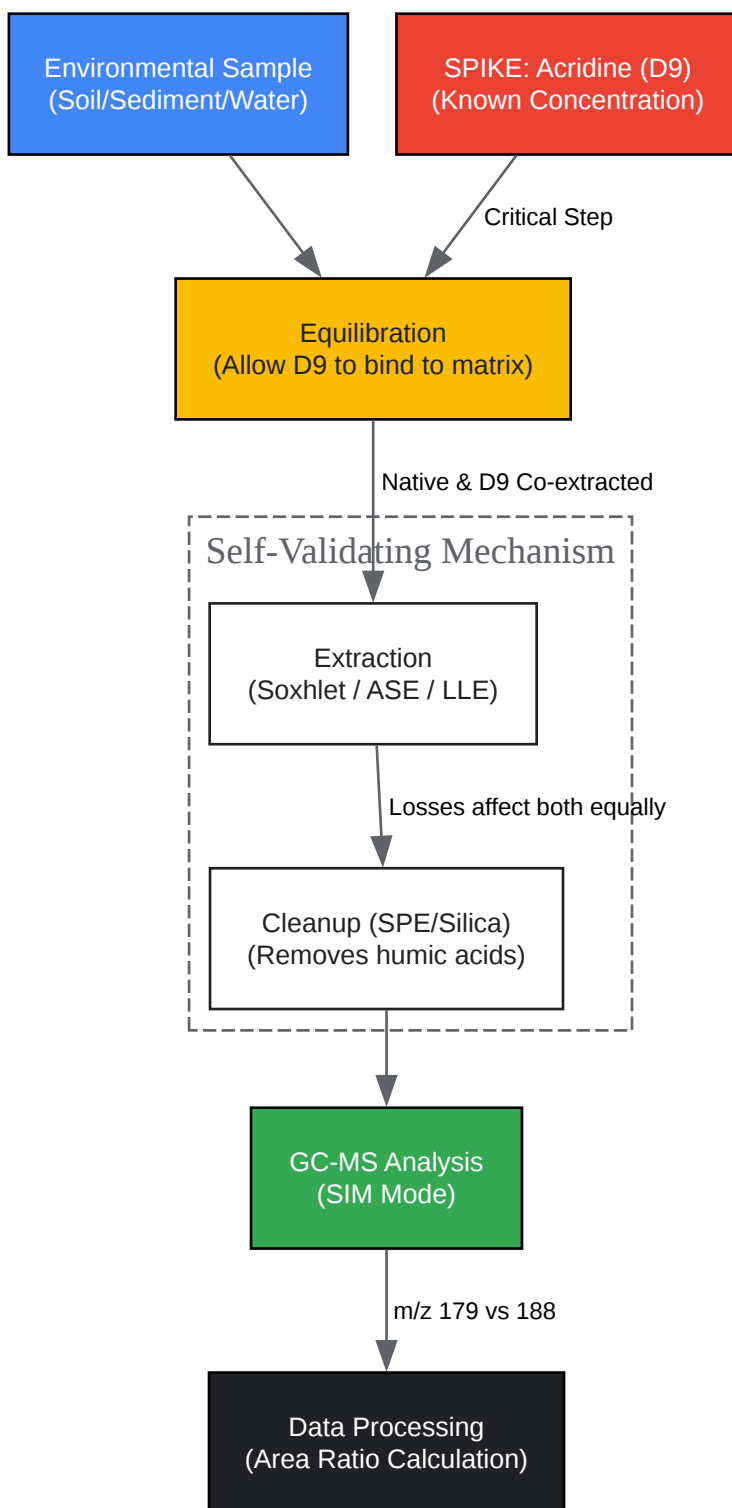 Environmental Sample
(Soil/Sediment/Water)
SPIKE: Acridine (D9)
(Known Concentration)
Critical Step
Equilibration
(Allow D9 to bind to matrix)
Native & D9 Co-extracted
Self-Validating Mechanism
Extraction
(Soxhlet / ASE / LLE)
Losses affect both equally
Cleanup (SPE/Silica)
(Removes humic acids)
GC-MS Analysis
(SIM Mode)
m/z 179 vs 188
Data Processing
(Area Ratio Calculation)